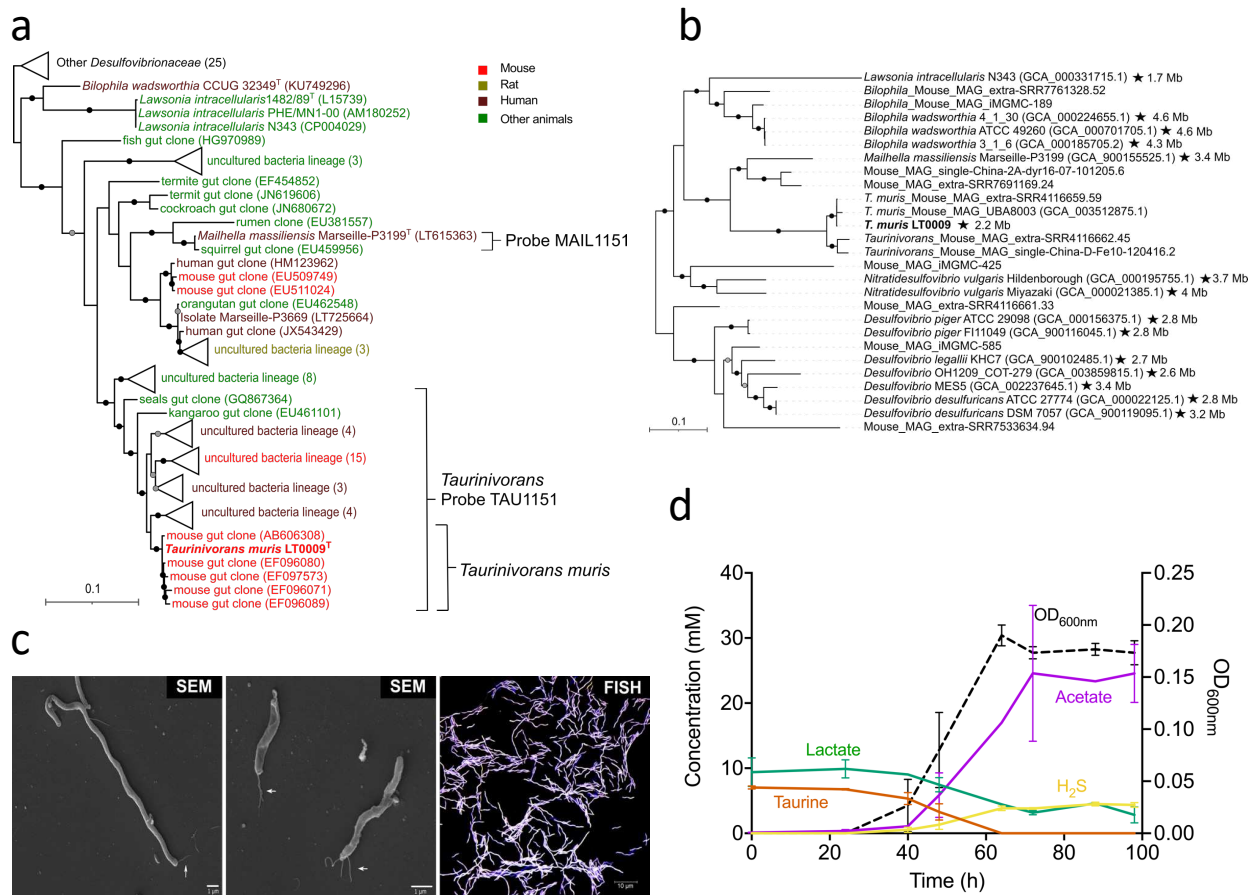 a
Other Desulfovibrionaceae (25)
Bilophila wadsworthia CCUG 32349T (KU749296)
Lawsonia intracellularis1482/89T (L15739)
Lawsonia intracellularis PHE/MN1-00 (AM180252)
Lawsonia intracellularis N343 (CP004029)
fish gut clone (HG970989)
uncultured bacteria lineage (3)
termite gut clone (EF454852)
termit gut clone (JN619606)
cockroach gut clone (JN680672)
rumen clone (EU381557)
Mailhella massiliensis Marseille-P3199T (LT615363)
squirrel gut clone (EU459956)
human gut clone (HM123962)
mouse gut clone (EU509749)
mouse gut clone (EU511024)
orangutan gut clone (EU462548)
Isolate Marseille-P3669 (LT725664)
human gut clone (JX543429)
uncultured bacteria lineage (3)
uncultured bacteria lineage (8)
seals gut clone (GQ867364)
kangaroo gut clone (EU461101)
uncultured bacteria lineage (4)
uncultured bacteria lineage (15)
uncultured bacteria lineage (3)
uncultured bacteria lineage (4)
mouse gut clone (AB606308)
Taurinivorans muris LT0009T
mouse gut clone (EF096080)
mouse gut clone (EF097573)
mouse gut clone (EF096071)
mouse gut clone (EF096089)
0.1
Mouse
Rat
Human
Other animals
Probe MAIL1151
Taurinivorans
Probe TAU1151
Taurinivorans muris
b
Lawsonia intracellularis N343 (GCA_000331715.1) ★ 1.7 Mb
Bilophila_Mouse_MAG_extra-SRR7761328.52
Bilophila_Mouse_MAG_iMGMC-189
Bilophila wadsworthia 4_1_30 (GCA_000224655.1) ★ 4.6 Mb
Bilophila wadsworthia ATCC 49260 (GCA_000701705.1) ★ 4.6 Mb
Bilophila wadsworthia 3_1_6 (GCA_000185705.2) ★ 4.3 Mb
Mailhella massiliensis Marseille-P3199 (GCA_900155525.1) ★ 3.4 Mb
Mouse_MAG_single-China-2A-dyr16-07-101205.6
Mouse_MAG_extra-SRR7691169.24
T. muris_Mouse_MAG_extra-SRR4116659.59
T. muris_Mouse_MAG_UBA8003 (GCA_003512875.1)
T. muris LT0009 ★ 2.2 Mb
Taurinivorans_Mouse_MAG_extra-SRR4116662.45
Taurinivorans_Mouse_MAG_single-China-D-Fe10-120416.2
Mouse_MAG_iMGMC-425
Nitratidesulfovibrio vulgaris Hildenborough (GCA_000195755.1) ★3.7 Mb
Nitratidesulfovibrio vulgaris Miyazaki (GCA_000021385.1) ★ 4 Mb
Mouse_MAG_extra-SRR4116661.33
Desulfovibrio piger ATCC 29098 (GCA_000156375.1) ★ 2.8 Mb
Desulfovibrio piger FI11049 (GCA_900116045.1) ★ 2.8 Mb
Mouse_MAG_iMGMC-585
Desulfovibrio legallii KHC7 (GCA_900102485.1) ★ 2.7 Mb
Desulfovibrio OH1209_COT-279 (GCA_003859815.1) ★ 2.6 Mb
Desulfovibrio MES5 (GCA_002237645.1) ★ 3.4 Mb
Desulfovibrio desulfuricans ATCC 27774 (GCA_000022125.1) ★ 2.8 Mb
Desulfovibrio desulfuricans DSM 7057 (GCA_900119095.1) ★ 3.2 Mb
Mouse_MAG_extra-SRR7533634.94
0.1
c
SEM
1 µm
SEM
1 µm
FISH
10 µm
d
Concentration (mM)
40
30
20
10
0
0.25
0.20
0.15
0.10
0.05
0.00
OD600nm
OD600nm
Acetate
Lactate
Taurine
H2S
0
20
40
60
80
100
Time (h)